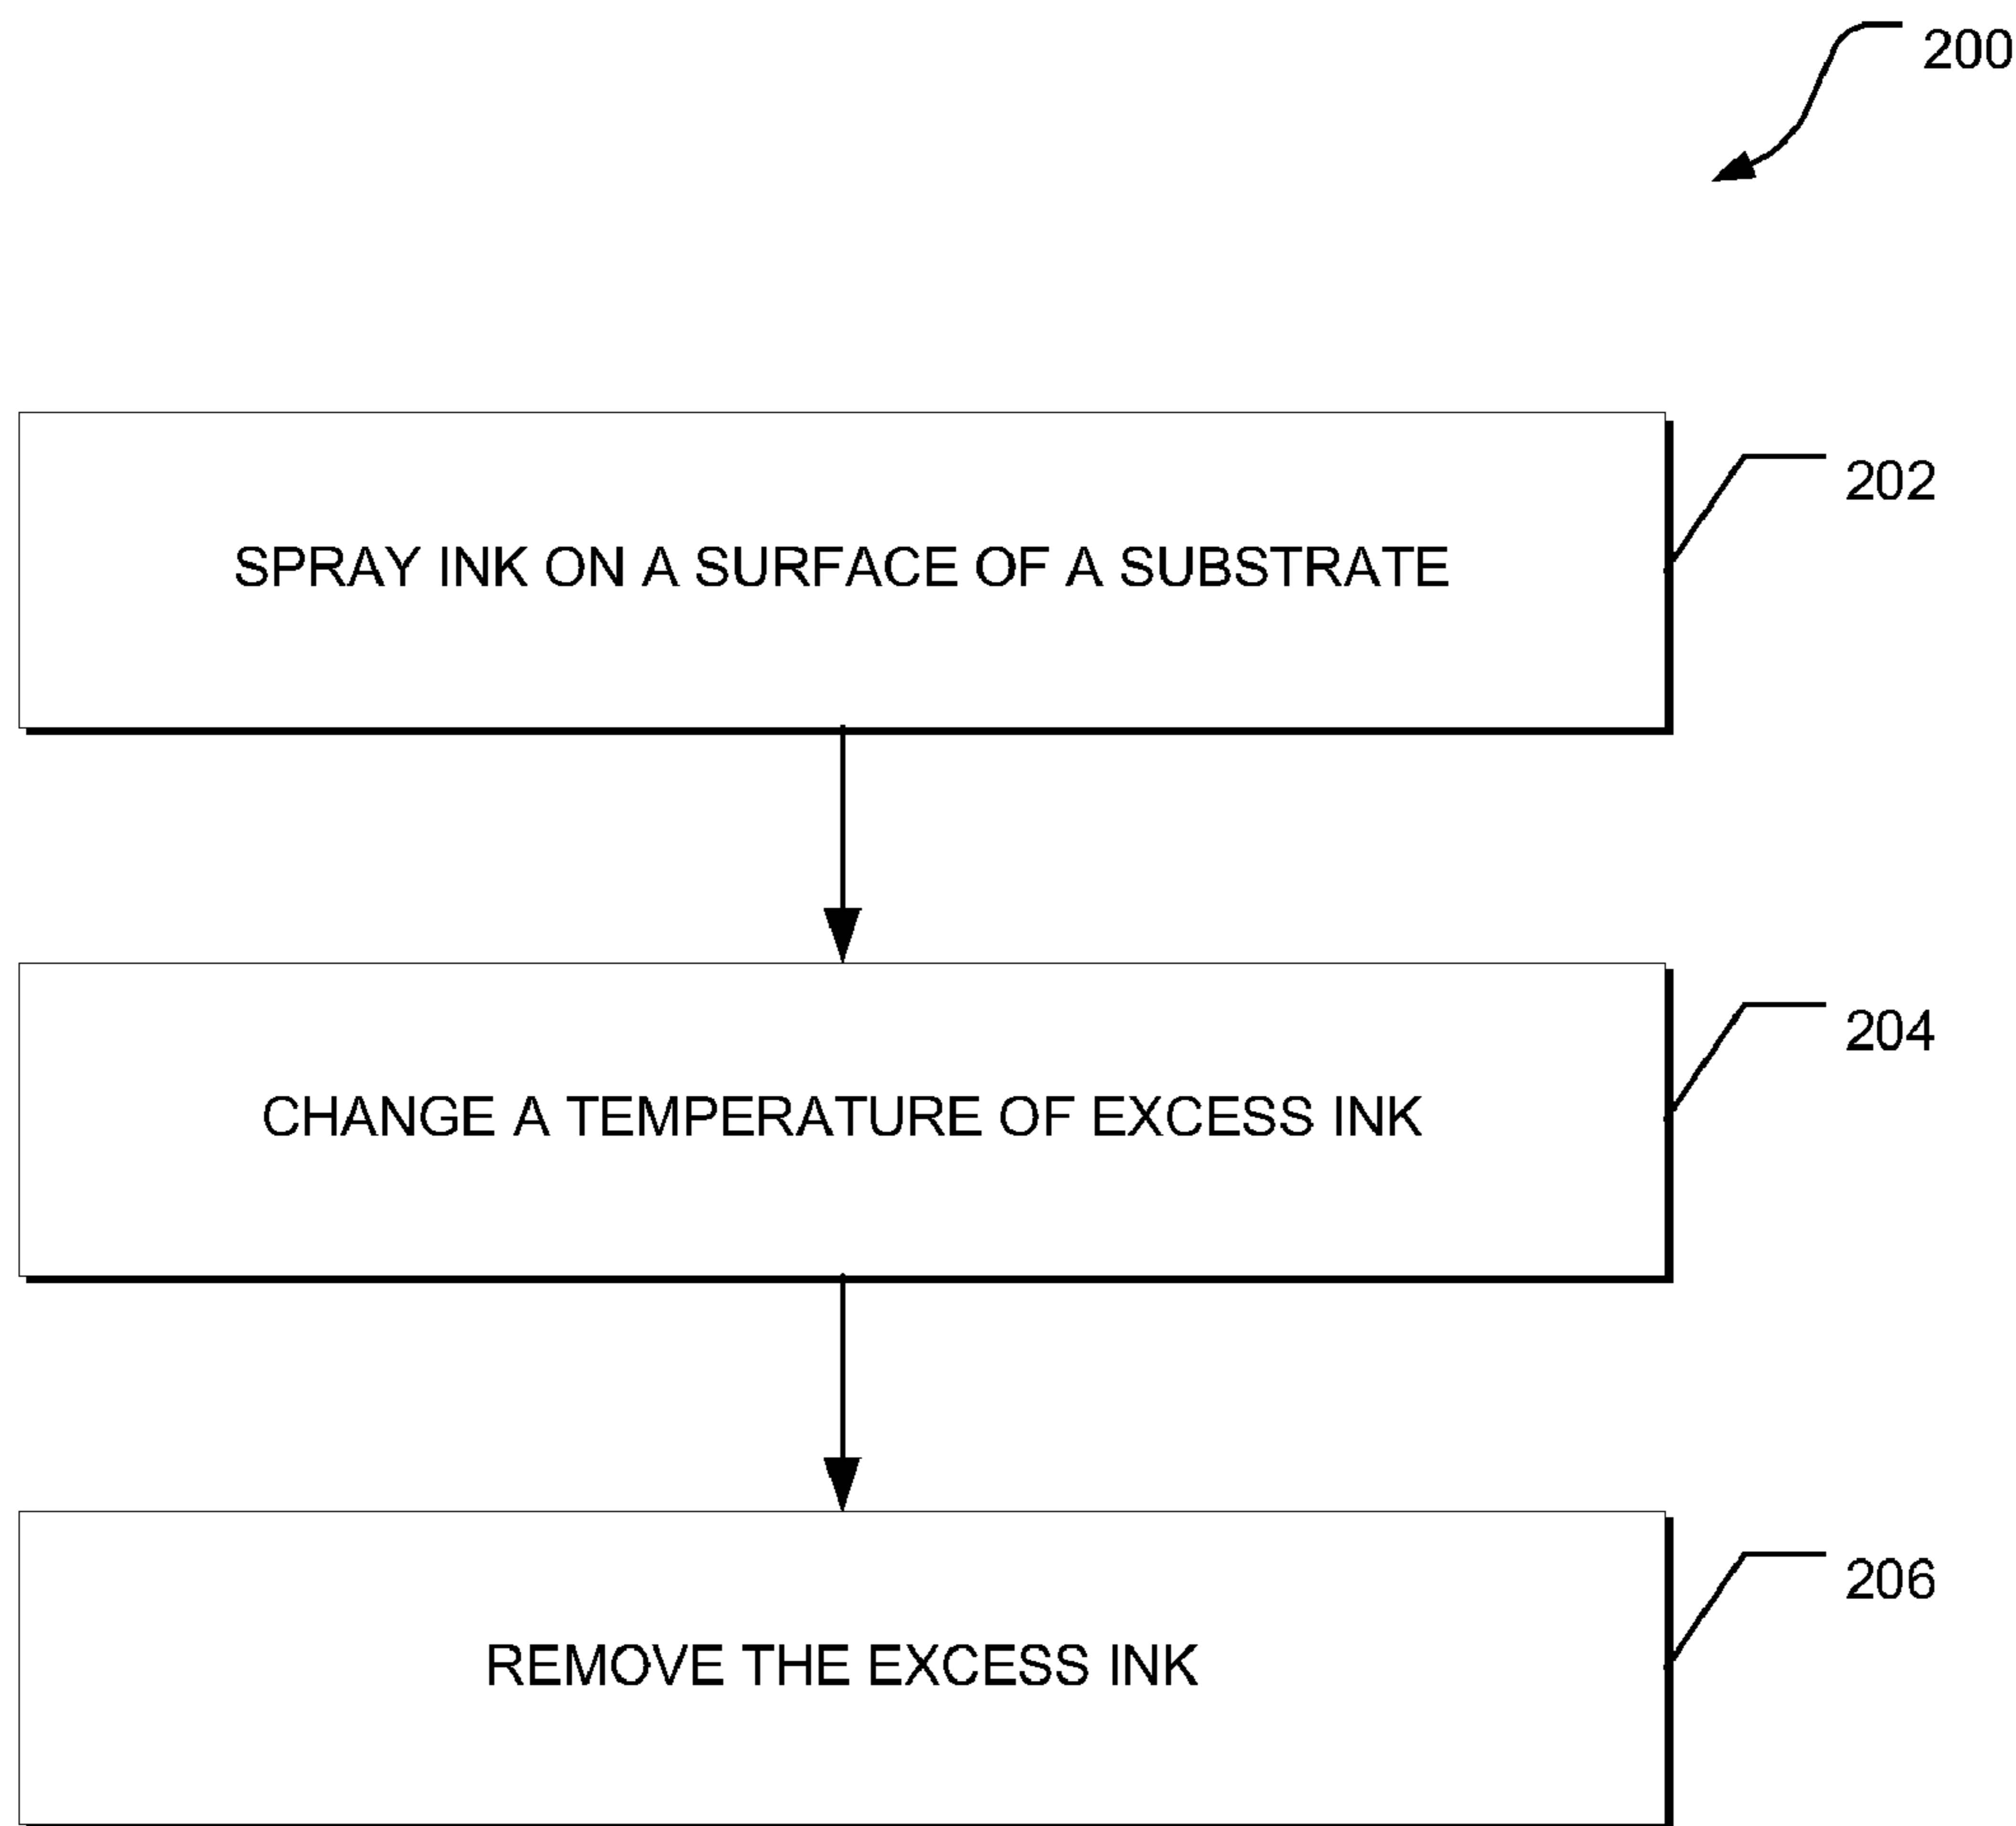 200
SPRAY INK ON A SURFACE OF A SUBSTRATE
202
CHANGE A TEMPERATURE OF EXCESS INK
204
REMOVE THE EXCESS INK
206